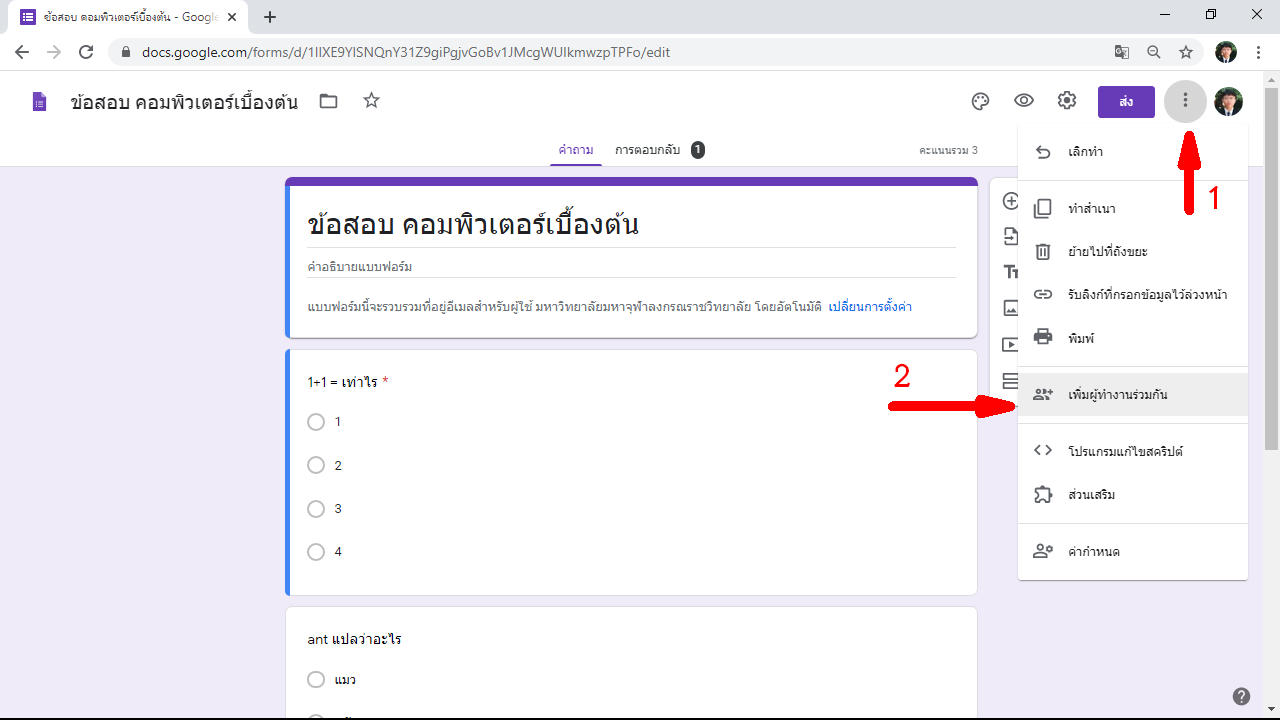 ข้อสอบ คอมพิวเตอร์เบื้องต้น - Google
docs.google.com/forms/d/1IIXE9YlSNQnY31Z9giPgjvGoBv1JMcgWUlkmwzpTPFo/edit
ข้อสอบ คอมพิวเตอร์เบื้องต้น
ส่ง
คำถาม
การตอบกลับ 1
คะแนนรวม 3
1
เลิกทำ
ทำสำเนา
ย้ายไปที่ถังขยะ
รับลิงก์ที่กรอกข้อมูลไว้ล่วงหน้า
พิมพ์
2
เพิ่มผู้ทำงานร่วมกัน
โปรแกรมแก้ไขสคริปต์
ส่วนเสริม
ค่ากำหนด
ข้อสอบ คอมพิวเตอร์เบื้องต้น
คำอธิบายแบบฟอร์ม
แบบฟอร์มนี้จะรวบรวมที่อยู่อีเมลสำหรับผู้ใช้ มหาวิทยาลัยมหาจุฬาลงกรณราชวิทยาลัย โดยอัตโนมัติ เปลี่ยนการตั้งค่า
Tт
1+1 = เท่าไร *
1
2
3
4
ant แปลว่าอะไร
แมว